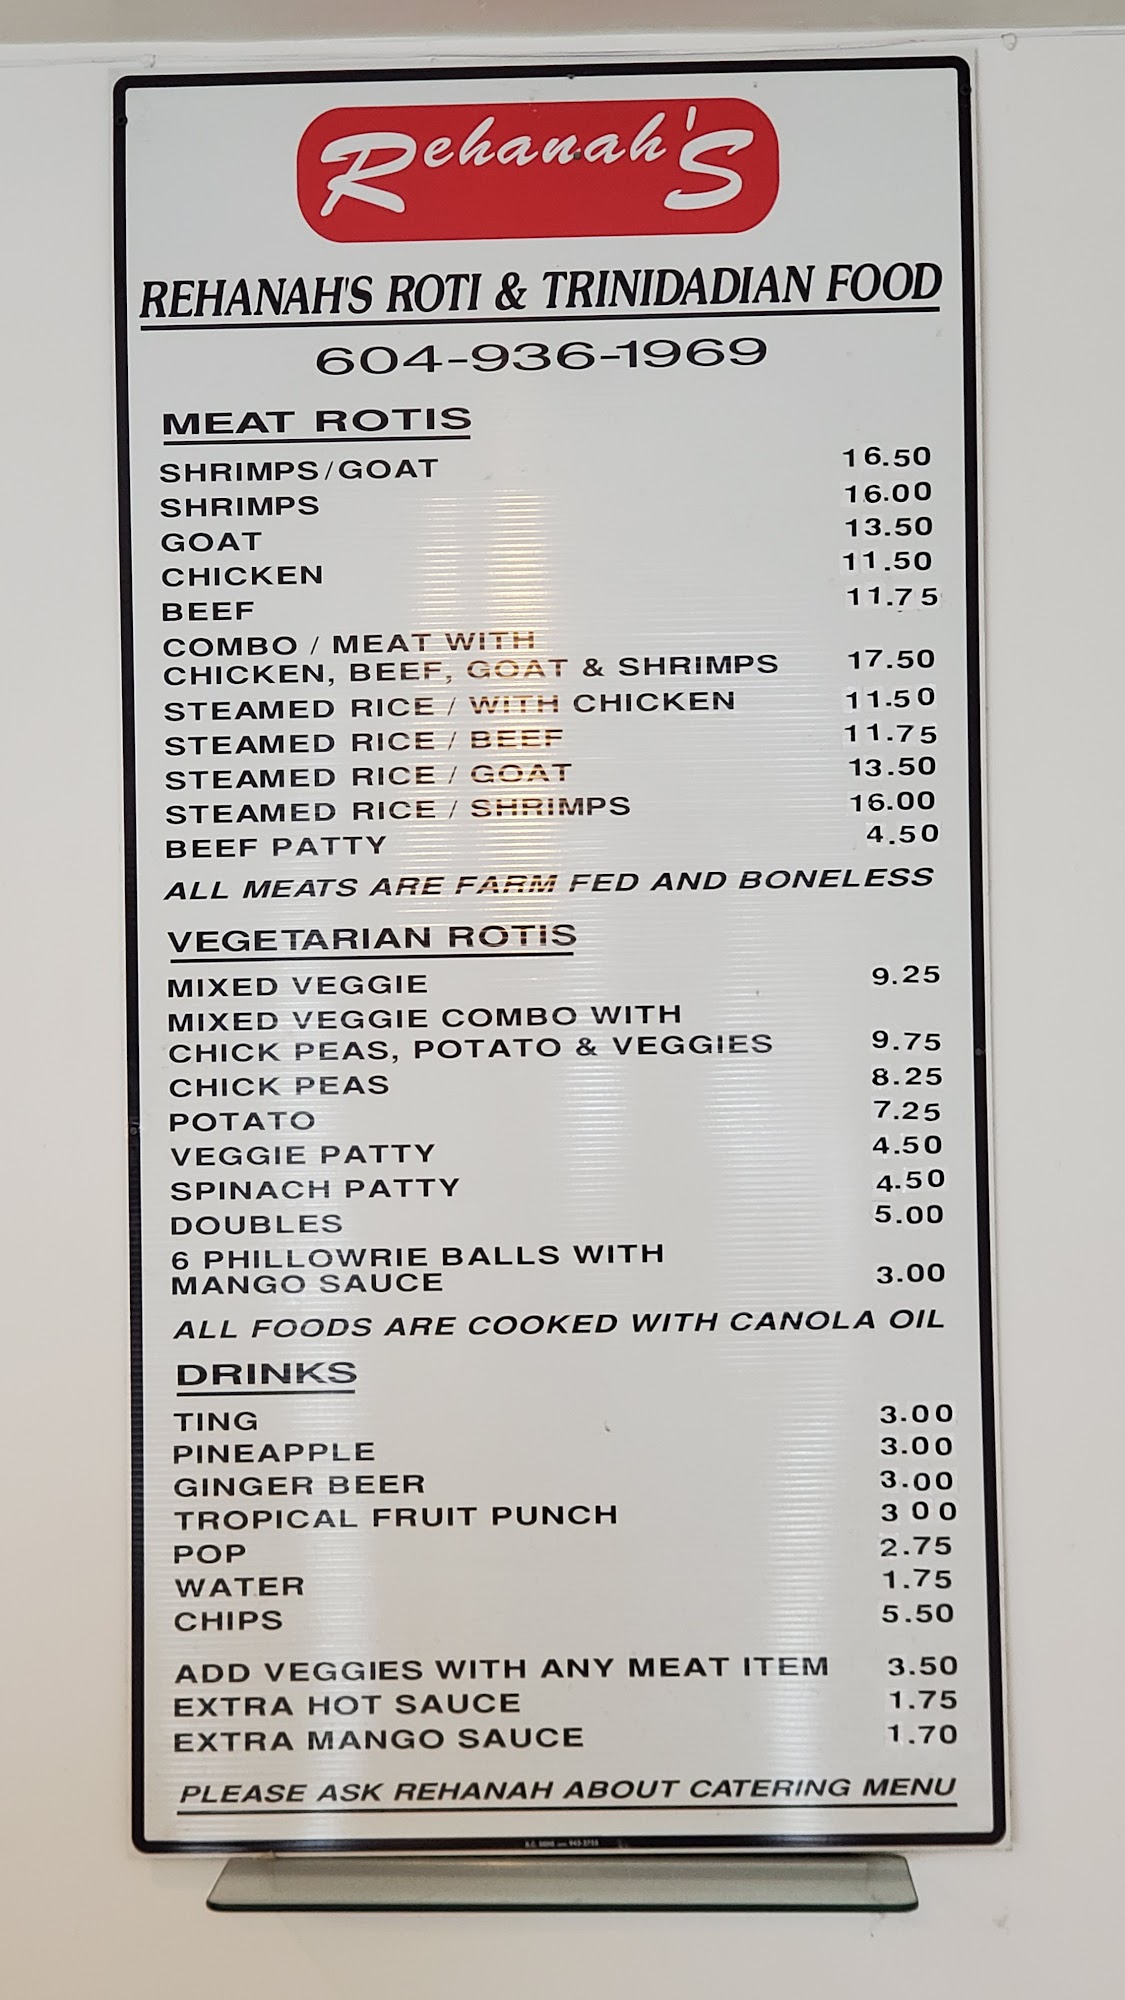 Rehanah's
REHANAH'S ROTI & TRINIDADIAN FOOD
604-936-1969
MEAT ROTIS
SHRIMPS/GOAT 16.50
SHRIMPS 16.00
GOAT 13.50
CHICKEN 11.50
BEEF 11.75
COMBO / MEAT WITH
CHICKEN, BEEF, GOAT & SHRIMPS 17.50
STEAMED RICE / WITH CHICKEN 11.50
STEAMED RICE / BEEF 11.75
STEAMED RICE / GOAT 13.50
STEAMED RICE / SHRIMPS 16.00
BEEF PATTY 4.50
ALL MEATS ARE FARM FED AND BONELESS
VEGETARIAN ROTIS
MIXED VEGGIE 9.25
MIXED VEGGIE COMBO WITH
CHICK PEAS, POTATO & VEGGIES 9.75
CHICK PEAS 8.25
POTATO 7.25
VEGGIE PATTY 4.50
SPINACH PATTY 4.50
DOUBLES 5.00
6 PHILLOWRIE BALLS WITH
MANGO SAUCE 3.00
ALL FOODS ARE COOKED WITH CANOLA OIL
DRINKS
TING 3.00
PINEAPPLE 3.00
GINGER BEER 3.00
TROPICAL FRUIT PUNCH 3 00
POP 2.75
WATER 1.75
CHIPS 5.50
ADD VEGGIES WITH ANY MEAT ITEM 3.50
EXTRA HOT SAUCE 1.75
EXTRA MANGO SAUCE 1.70
PLEASE ASK REHANAH ABOUT CATERING MENU